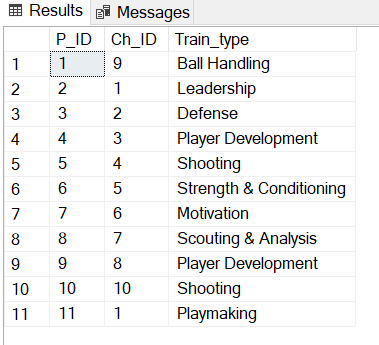 Results Messages
P_ID Ch_ID Train_type
1 1 9 Ball Handling
2 2 1 Leadership
3 3 2 Defense
4 4 3 Player Development
5 5 4 Shooting
6 6 5 Strength & Conditioning
7 7 6 Motivation
8 8 7 Scouting & Analysis
9 9 8 Player Development
10 10 10 Shooting
11 11 1 Playmaking